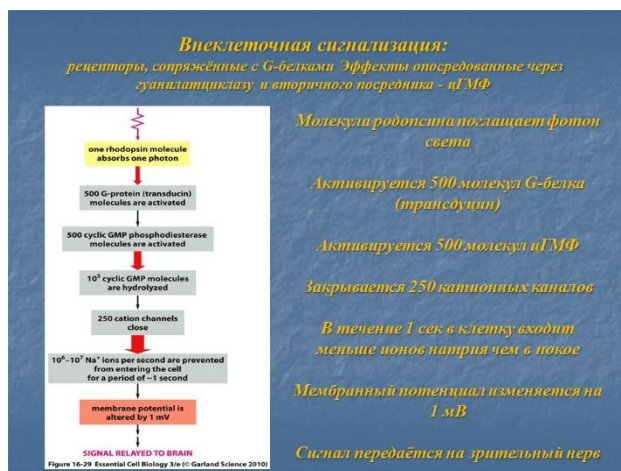 Внеклеточная сигнализация:
рецепторы, сопряжённые с G-белками Эффекты опосредованные через
гуанилатциклазу и вторичного посредника - цГМФ
one rhodopsin molecule
absorbs one photon
500 G-protein (transducin)
molecules are activated
500 cyclic GMP phosphodiesterase
molecules are activated
10⁵ cyclic GMP molecules
are hydrolyzed
250 cation channels
close
10⁶–10⁷ Na⁺ ions per second are prevented
from entering the cell
for a period of ~1 second
membrane potential is
altered by 1 mV
SIGNAL RELAYED TO BRAIN
Figure 16-29 Essential Cell Biology 3/e (© Garland Science 2010)
Молекула родопсина поглащает фотон
света
Активируется 500 молекул G-белка
(трансдуцин)
Активируется 500 молекул цГМФ
Закрывается 250 катионных каналов
В течение 1 сек в клетку входит
меньше ионов натрия чем в покое
Мембранный потенциал изменяется на
1 мВ
Сигнал передаётся на зрительный нерв